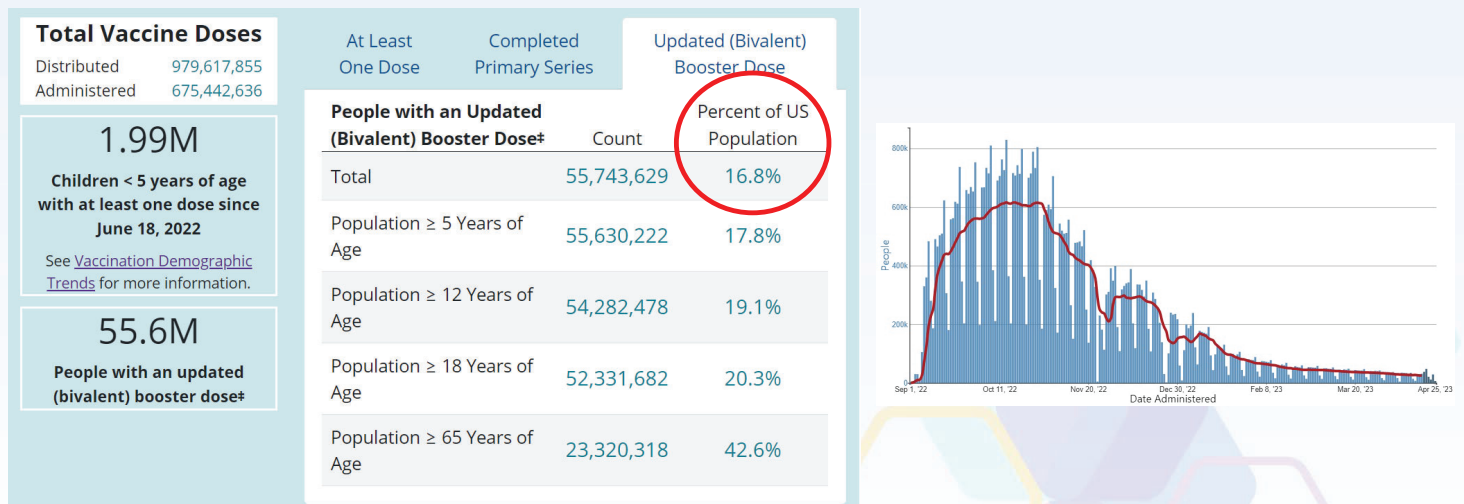 Total Vaccine Doses
Distributed 979,617,855
Administered 675,442,636
1.99M
Children < 5 years of age
with at least one dose since
June 18, 2022
See Vaccination Demographic
Trends for more information.
55.6M
People with an updated
(bivalent) booster dose‡
At Least
One Dose
Completed
Primary Series
Updated (Bivalent)
Booster Dose
People with an Updated
(Bivalent) Booster Dose‡ Count Percent of US
Population
Total 55,743,629 16.8%
Population ≥ 5 Years of
Age 55,630,222 17.8%
Population ≥ 12 Years of
Age 54,282,478 19.1%
Population ≥ 18 Years of
Age 52,331,682 20.3%
Population ≥ 65 Years of
Age 23,320,318 42.6%
800k
600k
400k
200k
0
People
Sep 1, '22 Oct 11, '22 Nov 20, '22 Dec 30, '22 Feb 8, '23 Mar 20, '23 Apr 25, '23
Date Administered